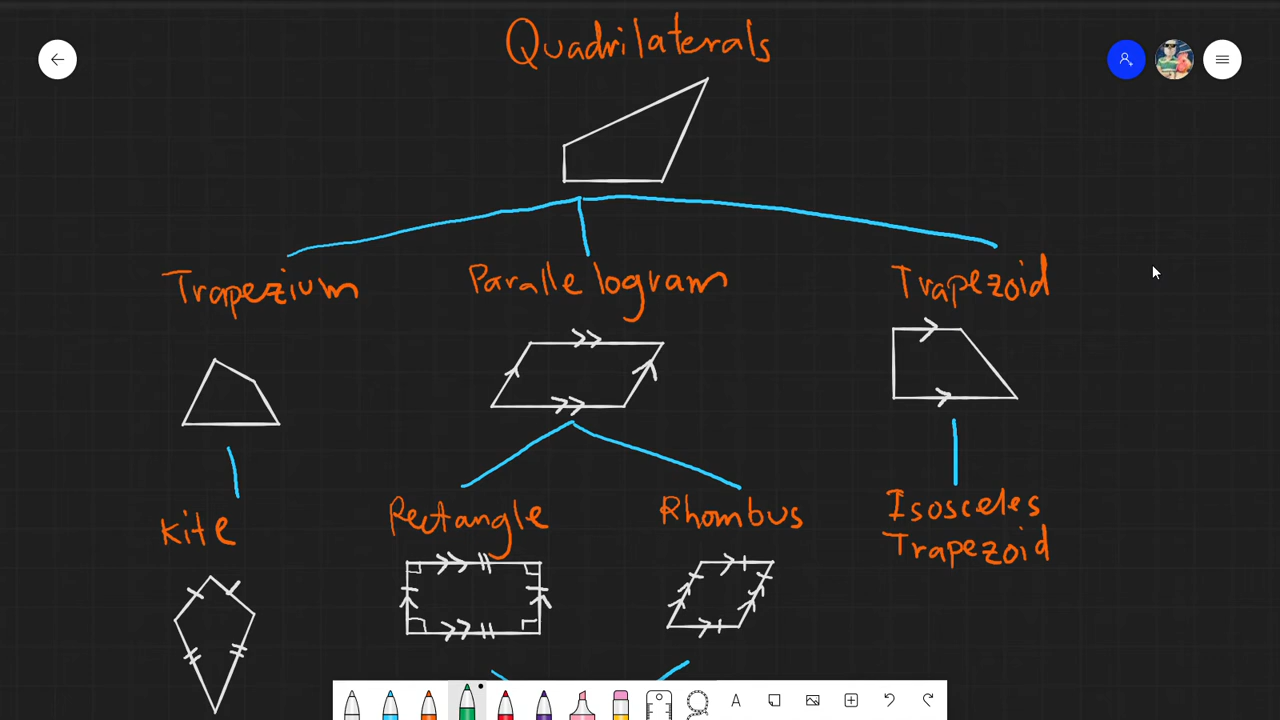 Quadrilaterals
Trapezium
Parallelogram
Trapezoid
Kite
Rectangle
Rhombus
Isosceles
Trapezoid
A